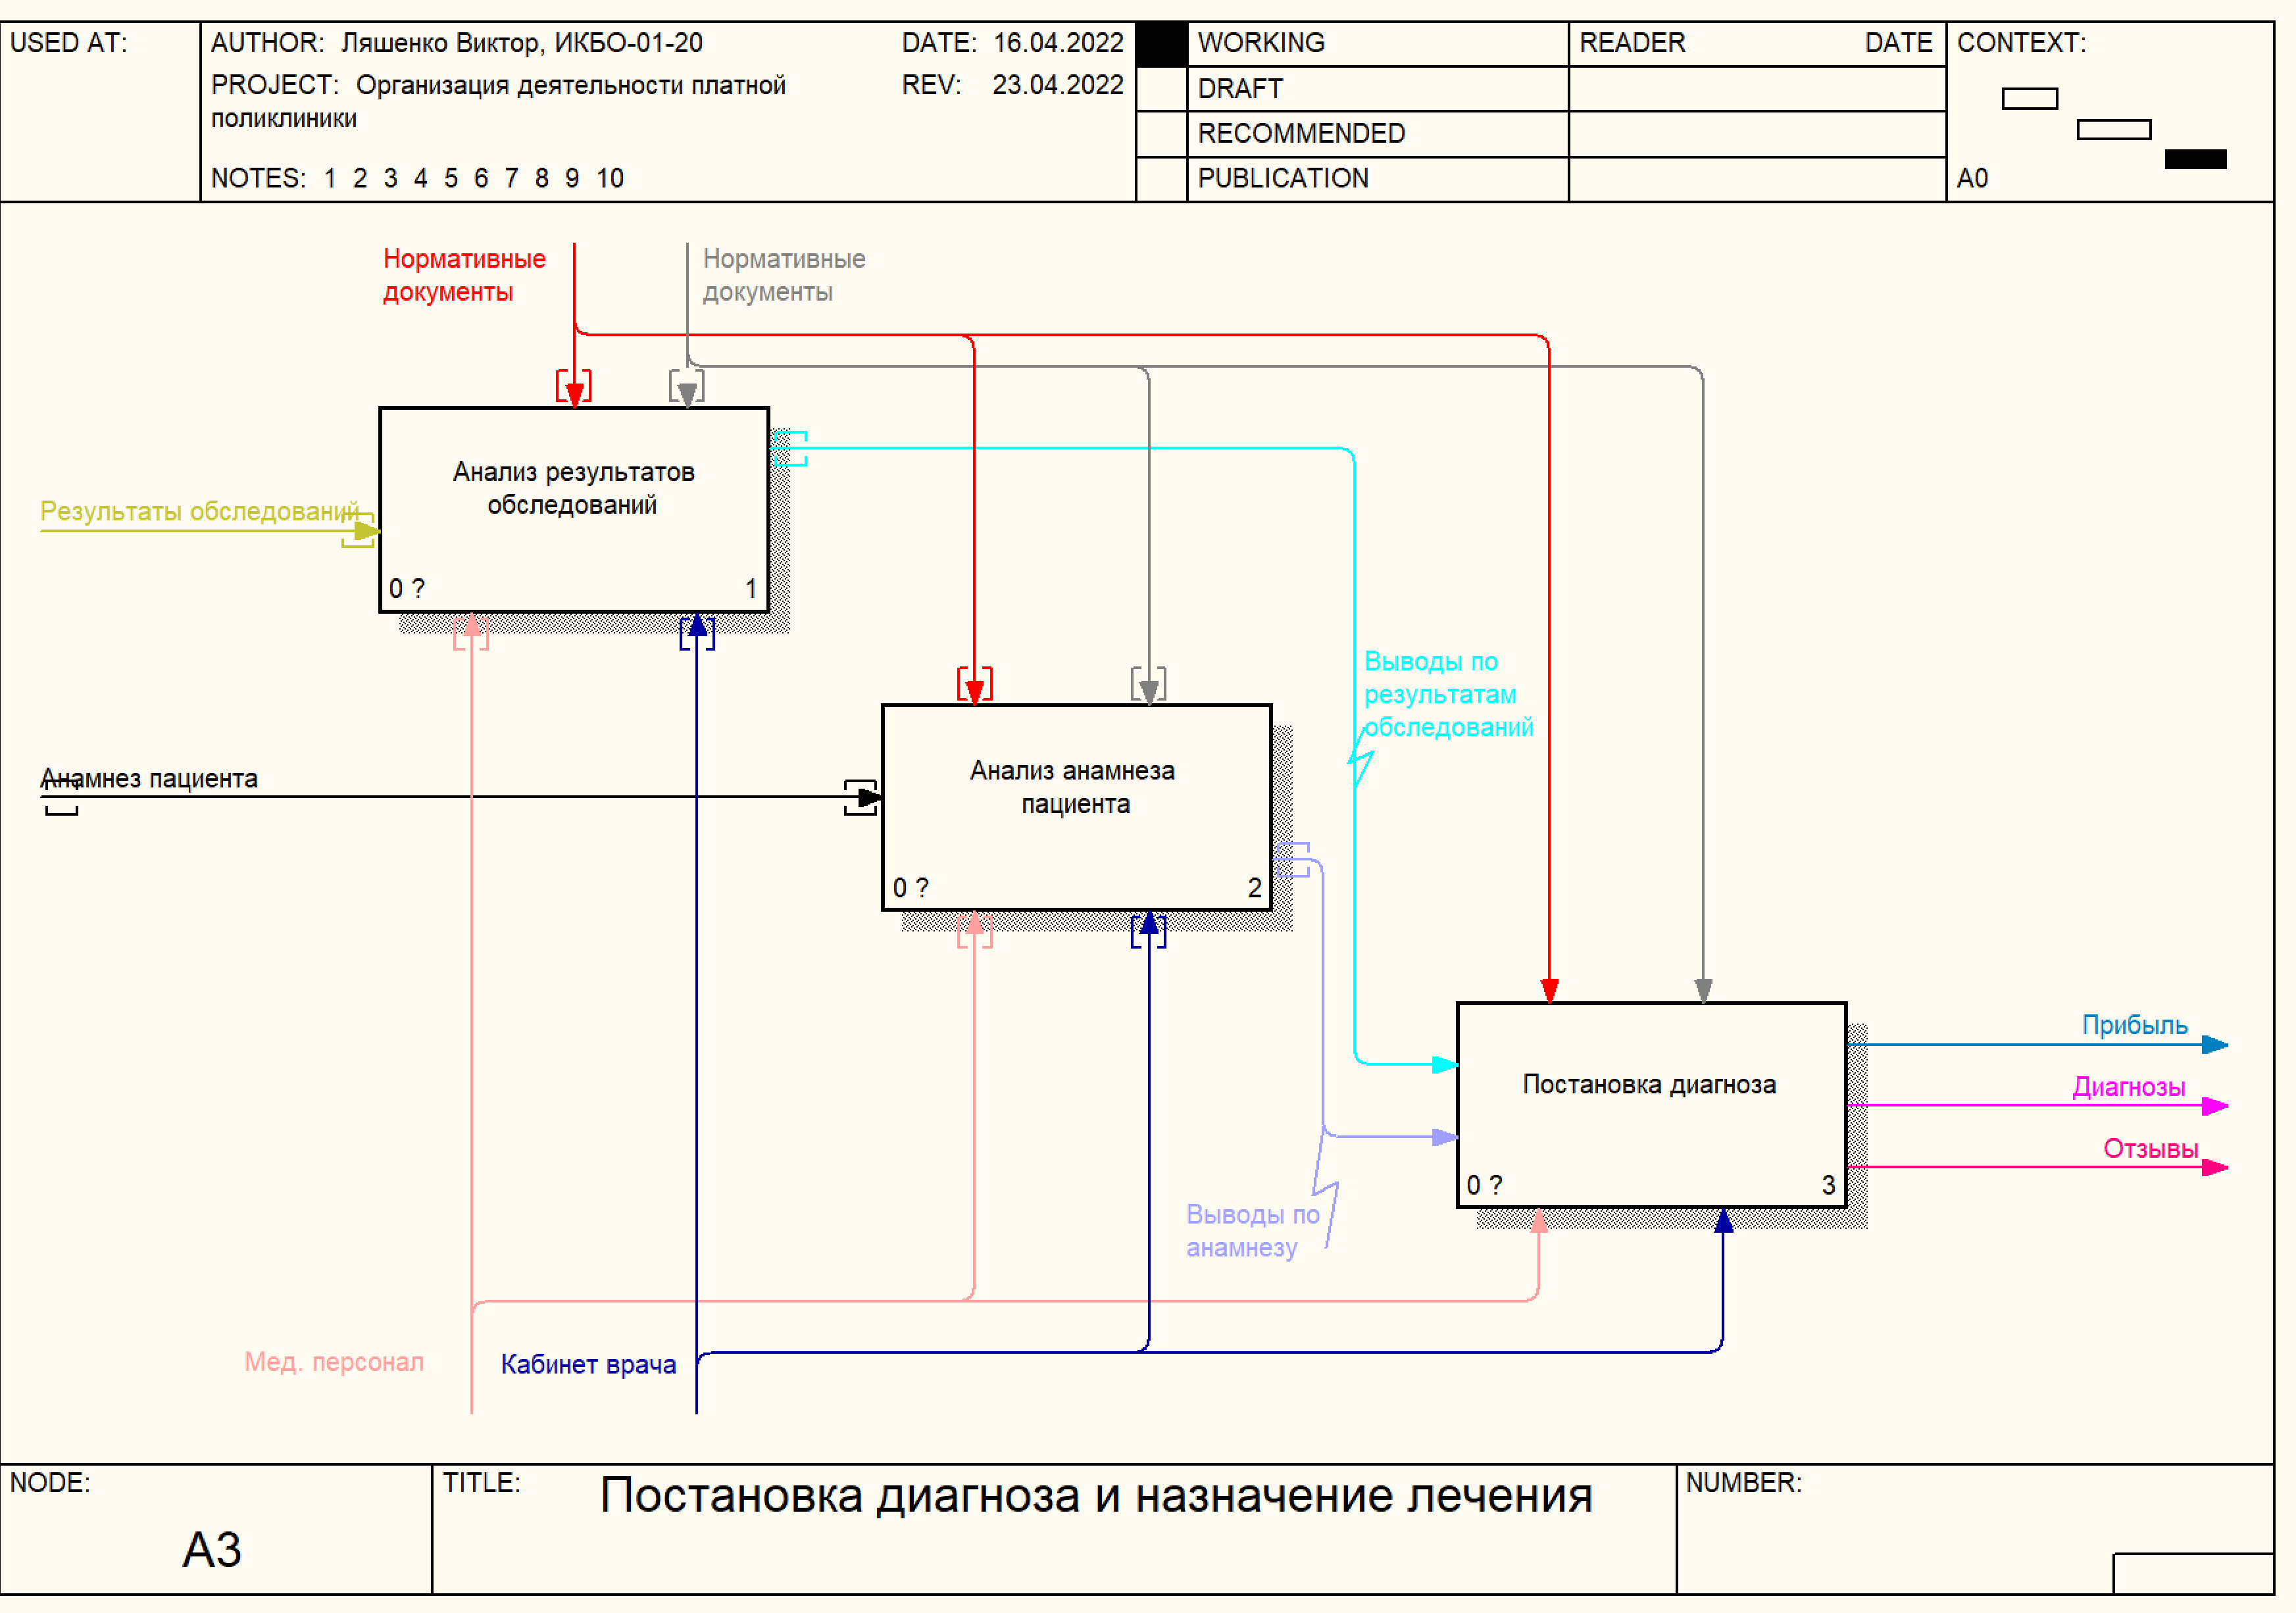 USED AT:
AUTHOR: Ляшенко Виктор, ИКБО-01-20
DATE: 16.04.2022
PROJECT: Организация деятельности платной
поликлиники
REV: 23.04.2022
NOTES: 1 2 3 4 5 6 7 8 9 10
WORKING
DRAFT
RECOMMENDED
PUBLICATION
READER DATE
CONTEXT:
A0
Нормативные
документы
Нормативные
документы
Анализ результатов
обследований
0 ? 1
Результаты обследований
Выводы по
результатам
обследований
Анамнез пациента
Анализ анамнеза
пациента
0 ? 2
Постановка диагноза
0 ? 3
Прибыль
Диагнозы
Отзывы
Выводы по
анамнезу
Мед. персонал
Кабинет врача
NODE:
A3
TITLE: Постановка диагноза и назначение лечения
NUMBER: